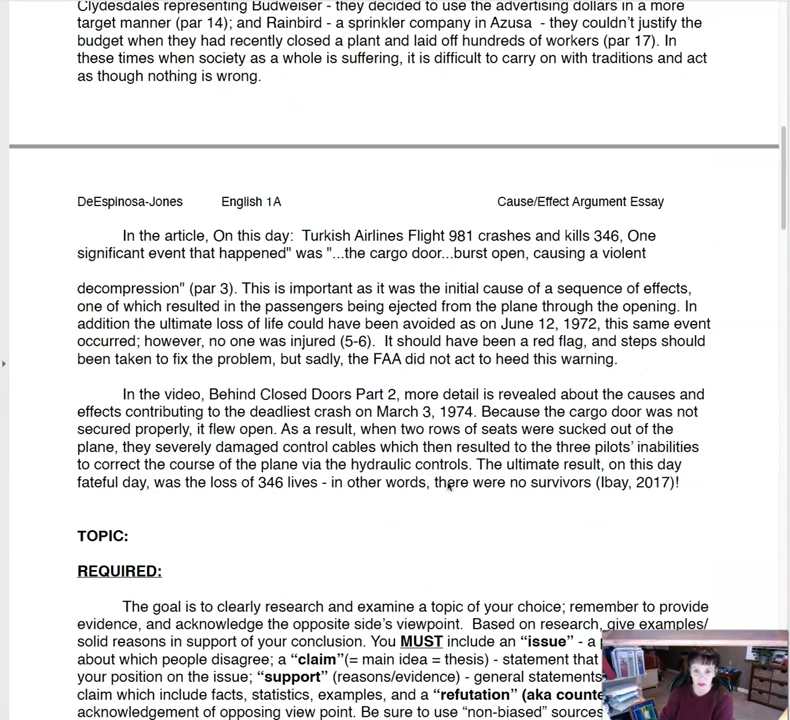 Clydesdales representing Budweiser - they decided to use the advertising dollars in a more
target manner (par 14); and Rainbird - a sprinkler company in Azusa - they couldn't justify the
budget when they had recently closed a plant and laid off hundreds of workers (par 17). In
these times when society as a whole is suffering, it is difficult to carry on with traditions and act
as though nothing is wrong.
DeEspinosa-Jones English 1A Cause/Effect Argument Essay
In the article, On this day: Turkish Airlines Flight 981 crashes and kills 346, One
significant event that happened" was "...the cargo door...burst open, causing a violent
decompression" (par 3). This is important as it was the initial cause of a sequence of effects,
one of which resulted in the passengers being ejected from the plane through the opening. In
addition the ultimate loss of life could have been avoided as on June 12, 1972, this same event
occurred; however, no one was injured (5-6). It should have been a red flag, and steps should
been taken to fix the problem, but sadly, the FAA did not act to heed this warning.
In the video, Behind Closed Doors Part 2, more detail is revealed about the causes and
effects contributing to the deadliest crash on March 3, 1974. Because the cargo door was not
secured properly, it flew open. As a result, when two rows of seats were sucked out of the
plane, they severely damaged control cables which then resulted to the three pilots' inabilities
to correct the course of the plane via the hydraulic controls. The ultimate result, on this day
fateful day, was the loss of 346 lives - in other words, there were no survivors (Ibay, 2017)!
TOPIC:
REQUIRED:
The goal is to clearly research and examine a topic of your choice; remember to provide
evidence, and acknowledge the opposite side's viewpoint. Based on research, give examples/
solid reasons in support of your conclusion. You MUST include an "issue" - a
about which people disagree; a "claim"(= main idea = thesis) - statement that
your position on the issue; "support" (reasons/evidence) - general statements
claim which include facts, statistics, examples, and a "refutation" (aka counte
acknowledgement of opposing view point. Be sure to use "non-biased" sources